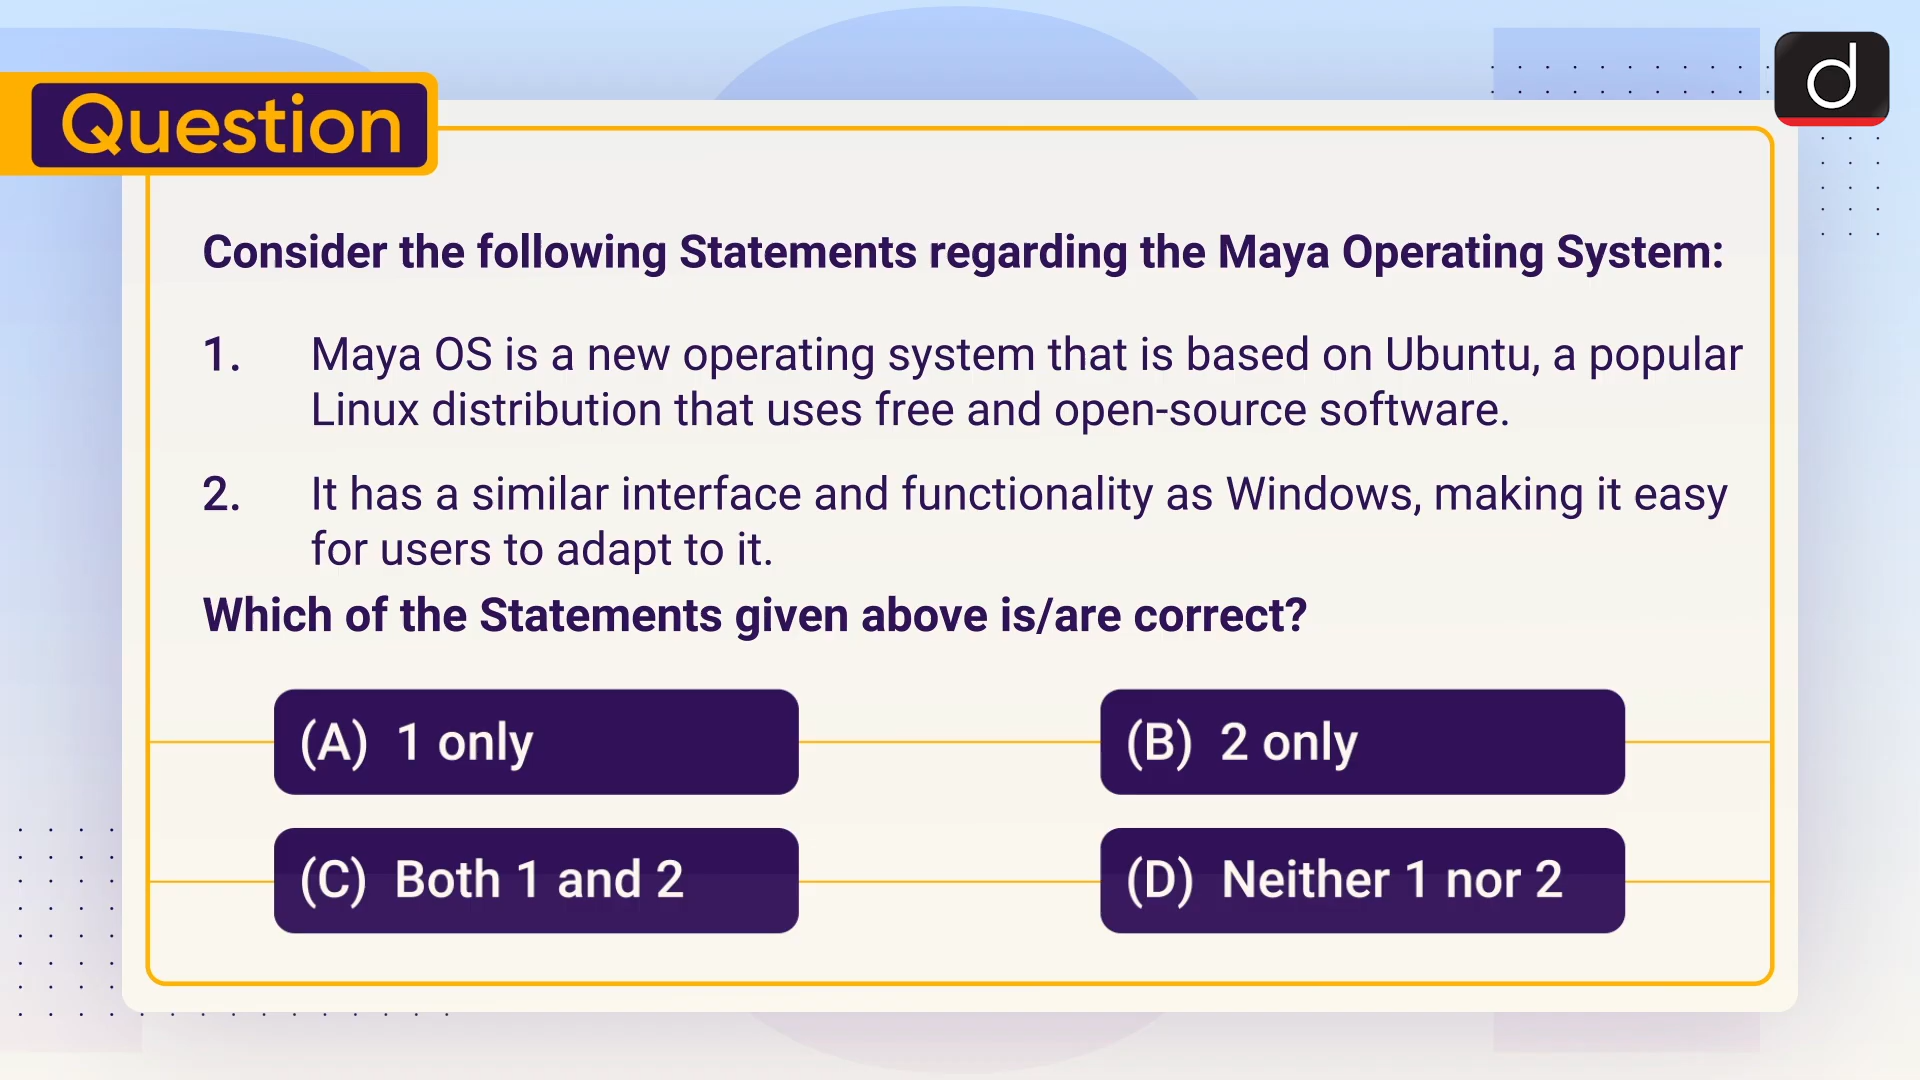 Question
d
Consider the following Statements regarding the Maya Operating System:
1. Maya OS is a new operating system that is based on Ubuntu, a popular
Linux distribution that uses free and open-source software.
2. It has a similar interface and functionality as Windows, making it easy
for users to adapt to it.
Which of the Statements given above is/are correct?
(A) 1 only
(B) 2 only
(C) Both 1 and 2
(D) Neither 1 nor 2